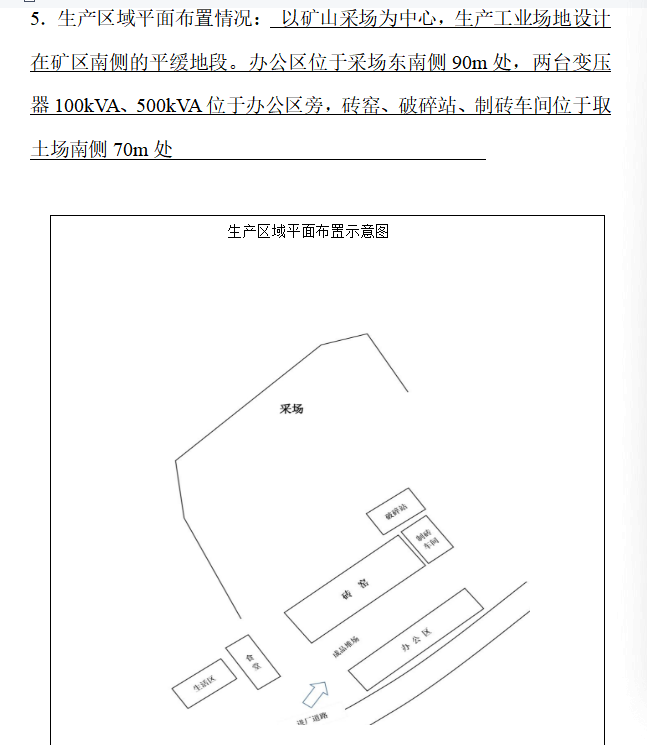 5．生产区域平面布置情况： 以矿山采场为中心，生产工业场地设计
在矿区南侧的平缓地段。办公区位于采场东南侧 90m 处，两台变压
器 100kVA、500kVA 位于办公区旁，砖窑、破碎站、制砖车间位于取
土场南侧 70m 处
生产区域平面布置示意图
采场
破碎站
制砖
车间
砖 窑
成品堆场
办 公 区
食
堂
生活区
进厂道路